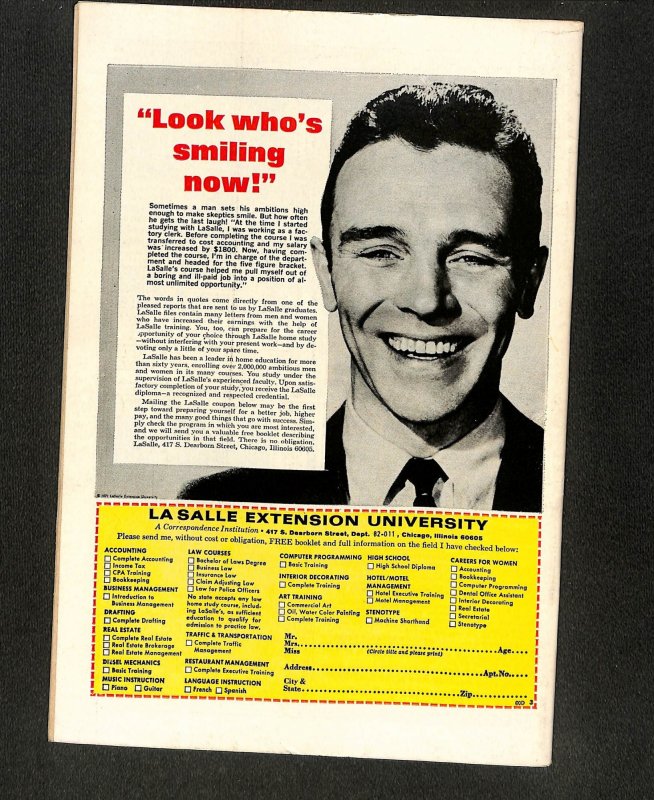 “Look who's
smiling
now!”
Sometimes a man sets his ambitions high
enough to make skeptics smile. But how often
he gets the last laugh! “At the time I started
studying with LaSalle, I was working as a fac-
tory clerk. Before completing the course I was
transferred to cost accounting and my salary
was increased by $1800. Now, having com-
pleted the course, I'm in charge of the depart-
ment and headed for the five figure bracket.
LaSalle's course helped me pull myself out of
a boring and ill-paid job into a position of al-
most unlimited opportunity.”
The words in quotes come directly from one of the
pleased reports that are sent to us by LaSalle graduates.
LaSalle files contain many letters from men and women
who have increased their earnings with the help of
LaSalle training. You, too, can prepare for the career
opportunity of your choice through LaSalle home study
—without interfering with your present work—and by de-
voting only a little of your spare time.
LaSalle has been a leader in home education for more
than sixty years, enrolling over 2,000,000 ambitious men
and women in its many courses. You study under the
supervision of LaSalle's experienced faculty. Upon satis-
factory completion of your study, you receive the LaSalle
diploma—a recognized and respected credential.
Mailing the LaSalle coupon below may be the first
step toward preparing yourself for a better job, higher
pay, and the many good things that go with success. Sim-
ply check the program in which you are most interested,
and we will send you a valuable free booklet describing
the opportunities in that field. There is no obligation.
LaSalle, 417 S. Dearborn Street, Chicago, Illinois 60605.
© 1971 LaSalle Extension University
LA SALLE EXTENSION UNIVERSITY
A Correspondence Institution • 417 S. Dearborn Street, Dept. 82-011, Chicago, Illinois 60605
Please send me, without cost or obligation, FREE booklet and full information on the field I have checked below:
ACCOUNTING
Complete Accounting
Income Tax
CPA Training
Bookkeeping
BUSINESS MANAGEMENT
Introduction to
Business Management
DRAFTING
Complete Drafting
REAL ESTATE
Complete Real Estate
Real Estate Brokerage
Real Estate Management
DIESEL MECHANICS
Basic Training
MUSIC INSTRUCTION
Piano Guitar
LAW COURSES
Bachelor of Laws Degree
Business Law
Insurance Law
Claim Adjusting Law
Law for Police Officers
No state accepts any law
home study course, includ-
ing LaSalle's, as sufficient
education to qualify for
admission to practice law.
TRAFFIC & TRANSPORTATION
Complete Traffic
Management
RESTAURANT MANAGEMENT
Complete Executive Training
LANGUAGE INSTRUCTION
French Spanish
COMPUTER PROGRAMMING
Basic Training
INTERIOR DECORATING
Complete Training
ART TRAINING
Commercial Art
Oil, Water Color Painting
Complete Training
HIGH SCHOOL
High School Diploma
HOTEL/MOTEL
MANAGEMENT
Hotel Executive Training
Motel Management
STENOTYPE
Machine Shorthand
CAREERS FOR WOMEN
Accounting
Bookkeeping
Computer Programming
Dental Office Assistant
Interior Decorating
Real Estate
Secretarial
Stenotype
Mr.
Mrs.
Miss (Circle title and please print) Age
Address Apt. No.
City &
State Zip
3